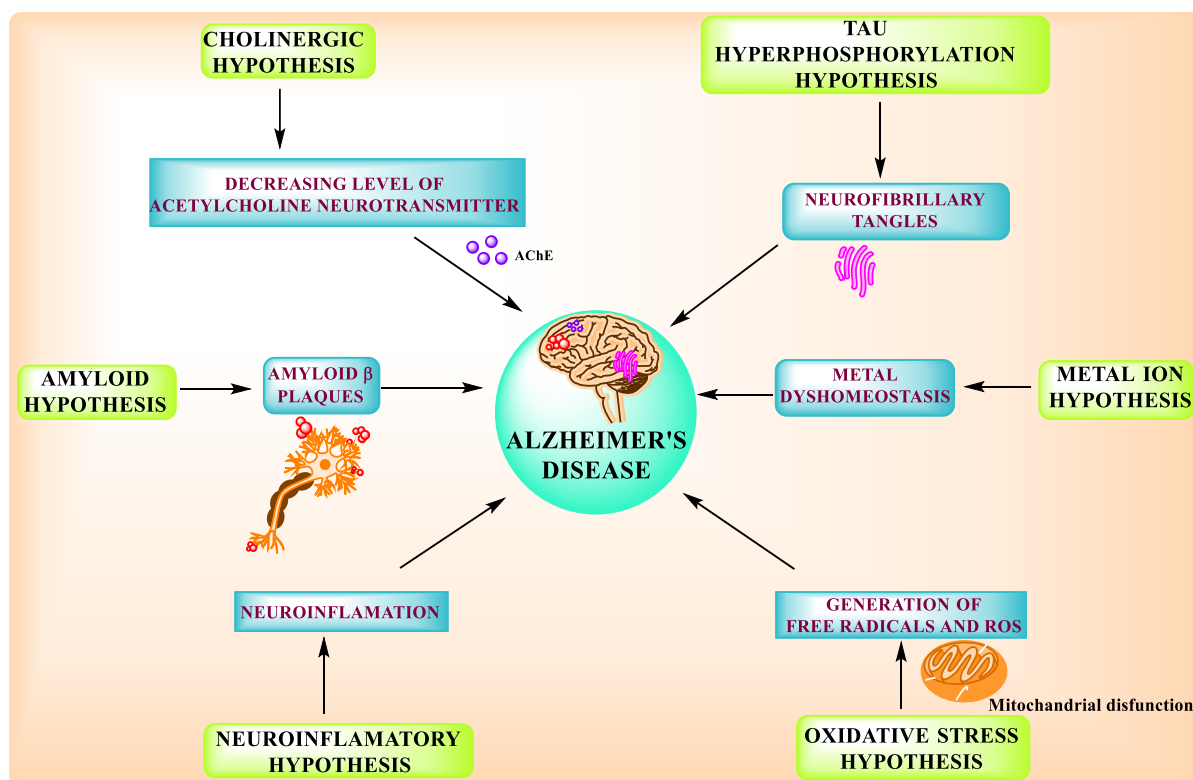 CHOLINERGIC
HYPOTHESIS
TAU
HYPERPHOSPHORYLATION
HYPOTHESIS
DECREASING LEVEL OF
ACETYLCHOLINE NEUROTRANSMITTER
NEUROFIBRILLARY
TANGLES
AChE
AMYLOID
HYPOTHESIS
AMYLOID β
PLAQUES
ALZHEIMER'S
DISEASE
METAL
DYSHOMEOSTASIS
METAL ION
HYPOTHESIS
NEUROINFLAMATION
GENERATION OF
FREE RADICALS AND ROS
Mitochandrial disfunction
NEUROINFLAMATORY
HYPOTHESIS
OXIDATIVE STRESS
HYPOTHESIS